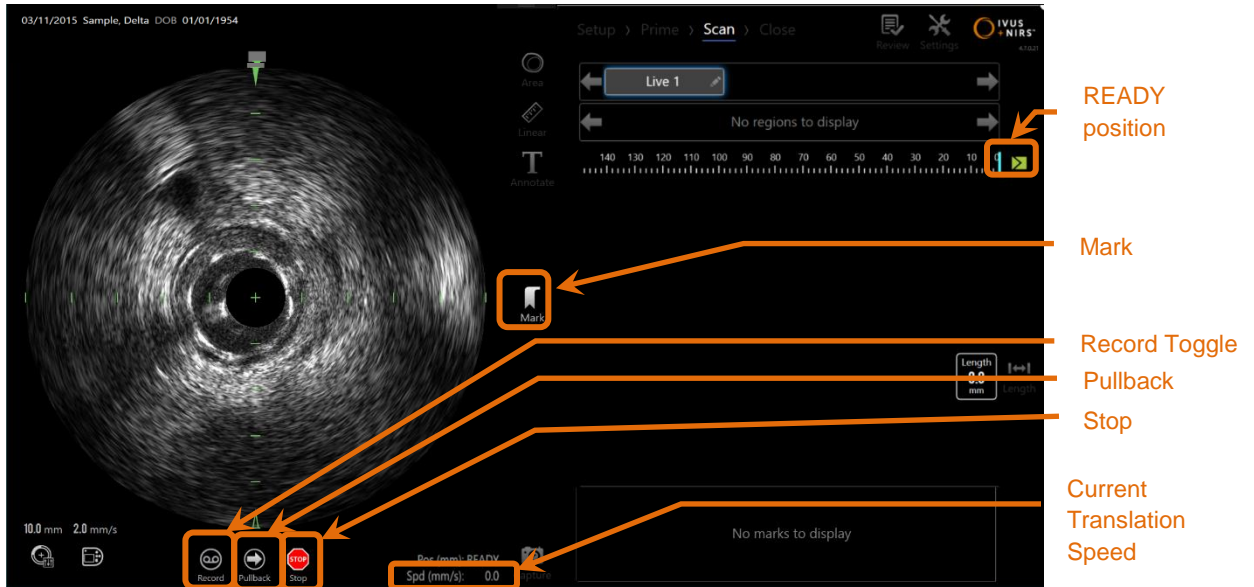 03/11/2015 Sample, Delta DOB 01/01/1954
Setup > Prime > Scan > Close
Review
Settings
IVUS
+NIRS
Area
Live 1
READY
position
Linear
No regions to display
140 130 120 110 100 90 80 70 60 50 40 30 20 10 0
T
Annotate
Mark
Mark
Record Toggle
Length
mm
Length
Pullback
Stop
Current
Translation
Speed
10.0 mm 2.0 mm/s
No marks to display
Record
Pullback
STOP
Stop
Pos (mm): READY
Spd (mm/s): 0.0